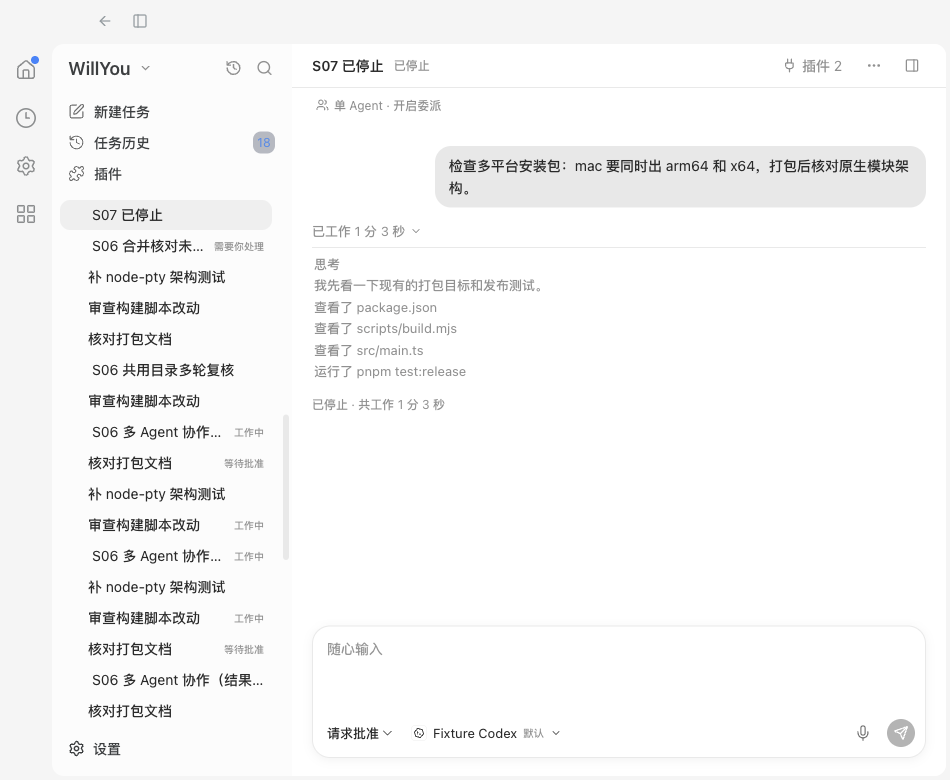 WillYou
新建任务
任务历史
18
插件
S07 已停止
S06 合并核对未... 需要你处理
补 node-pty 架构测试
审查构建脚本改动
核对打包文档
S06 共用目录多轮复核
审查构建脚本改动
S06 多 Agent 协作... 工作中
核对打包文档 等待批准
补 node-pty 架构测试
审查构建脚本改动 工作中
S06 多 Agent 协作... 工作中
补 node-pty 架构测试
审查构建脚本改动 工作中
核对打包文档 等待批准
S06 多 Agent 协作（结果...
核对打包文档
设置
S07 已停止 已停止
插件 2
单 Agent · 开启委派
检查多平台安装包：mac 要同时出 arm64 和 x64，打包后核对原生模块架
构。
已工作 1 分 3 秒
思考
我先看一下现有的打包目标和发布测试。
查看了 package.json
查看了 scripts/build.mjs
查看了 src/main.ts
运行了 pnpm test:release
已停止 · 共工作 1 分 3 秒
随心输入
请求批准
Fixture Codex 默认